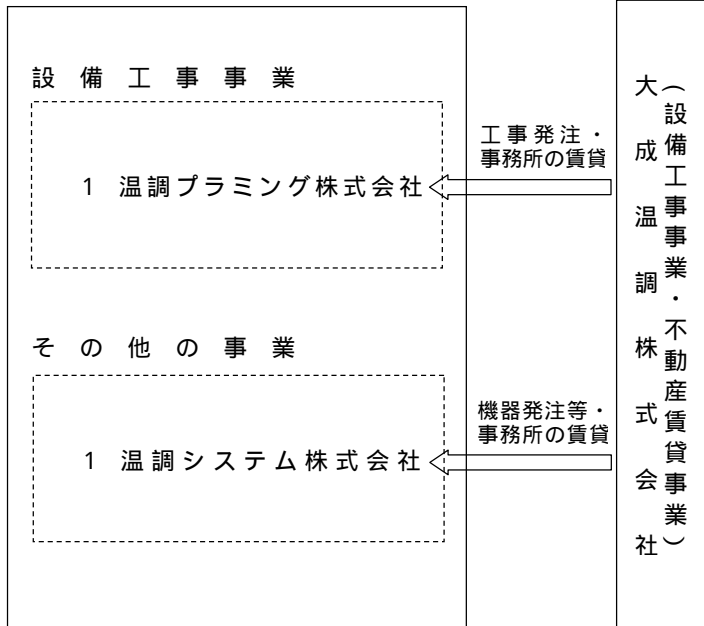 設備工事事業
1 温調プラミング株式会社
工事発注・
事務所の賃貸
その他の事業
1 温調システム株式会社
機器発注等・
事務所の賃貸
大成温調株式会社
(設備工事事業・不動産賃貸事業)